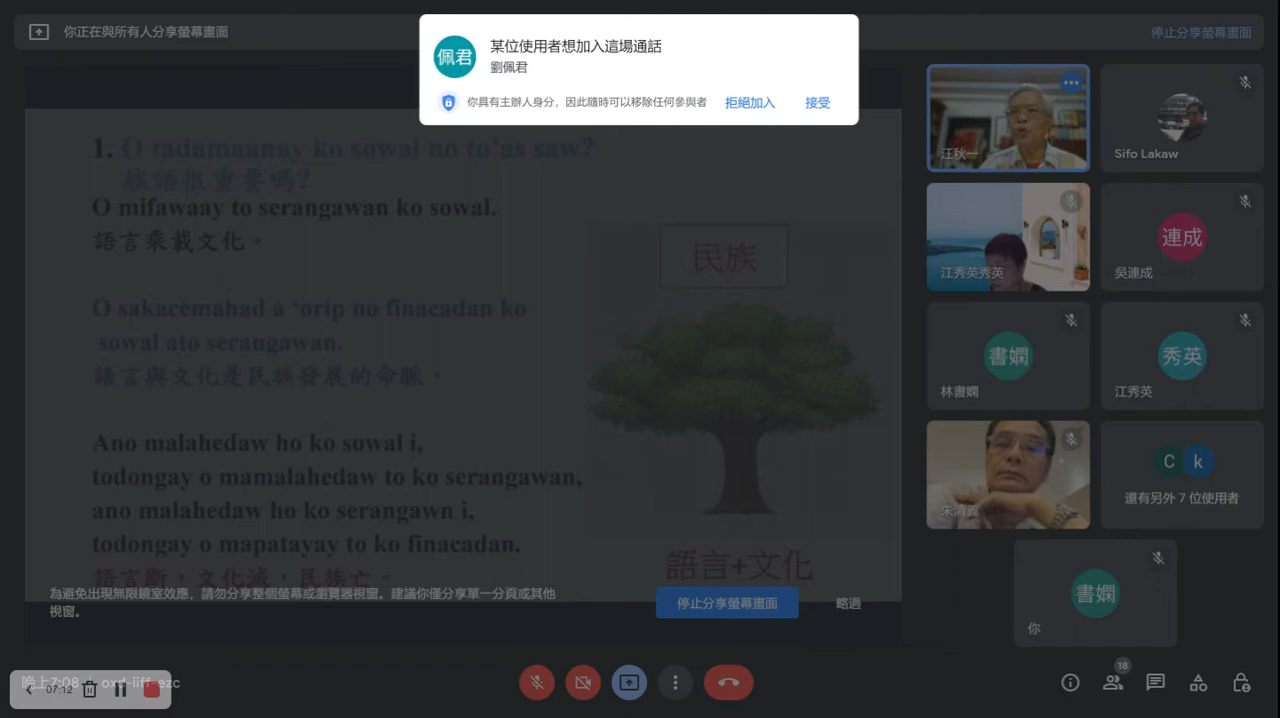 你正在與所有人分享螢幕畫面
停止分享螢幕畫面
佩君
某位使用者想加入這場通話
劉佩君
你具有主辦人身分，因此隨時可以移除任何參與者
拒絕加入
接受
1. O tadamaanay ko sowal no to'as saw?
族語很重要嗎?
O mifawaay to serangawan ko sowal.
語言乘載文化。
O sakacemahad a ‘orip no finacadan ko
sowal ato serangawan.
語言與文化是民族發展的命脈。
Ano malahedaw ho ko sowal i,
todongay o mamalahedaw to ko serangawan,
ano malahedaw ho ko serangawn i,
todongay o mapatayay to ko finacadan.
語言斷，文化滅，民族亡。
民族
語言+文化
為避免出現無限鏡室效應，請勿分享整個螢幕或瀏覽器視窗。建議你僅分享單一分頁或其他
視窗。
停止分享螢幕畫面
略過
汪秋一
Sifo Lakaw
江秀英秀英
連成
吳連成
書嫻
林書嫻
秀英
江秀英
朱清義
C
k
還有另外 7 位使用者
書嫻
你
晚上7:08
oxd-iiff-ezc
07:12
18